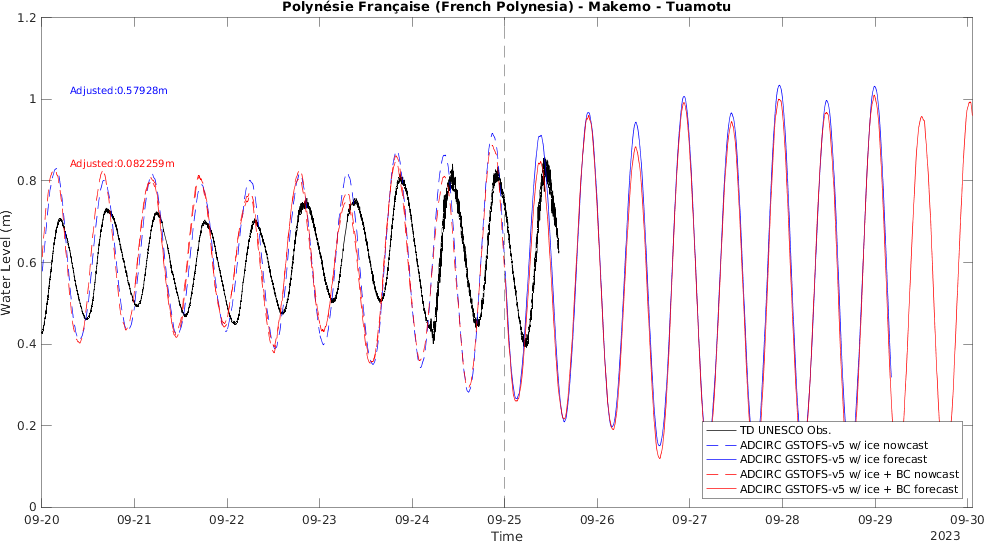 Polynésie Française (French Polynesia) - Makemo - Tuamotu
1.2
1
0.8
0.6
0.4
0.2
0
Water Level (m)
Adjusted:0.57928m
Adjusted:0.082259m
TD UNESCO Obs.
ADCIRC GSTOFS-v5 w/ ice nowcast
ADCIRC GSTOFS-v5 w/ ice forecast
ADCIRC GSTOFS-v5 w/ ice + BC nowcast
ADCIRC GSTOFS-v5 w/ ice + BC forecast
09-20 09-21 09-22 09-23 09-24 09-25 09-26 09-27 09-28 09-29 09-30
Time
2023